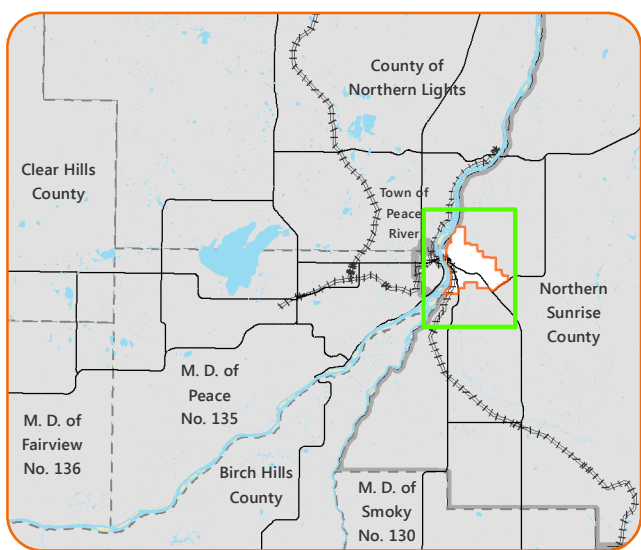 County of
Northern Lights
Clear Hills
County
Town of
Peace
River
Northern
Sunrise
County
M. D. of
Peace
No. 135
M. D. of
Fairview
No. 136
Birch Hills
County
M. D. of
Smoky
No. 130